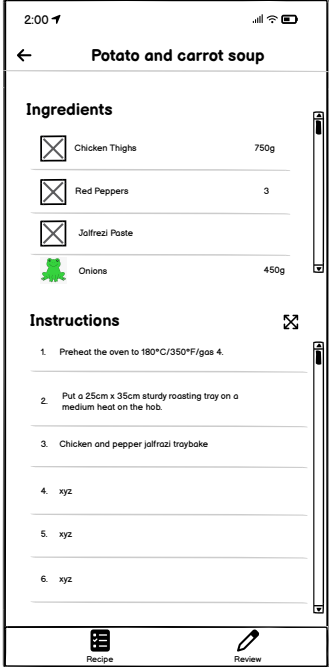 2:00
Potato and carrot soup
Ingredients
Chicken Thighs 750g
Red Peppers 3
Jalfrezi Paste
Onions 450g
Instructions
1. Preheat the oven to 180°C/350°F/gas 4.
2. Put a 25cm x 35cm sturdy roasting tray on a
medium heat on the hob.
3. Chicken and pepper jalfrazi traybake
4. xyz
5. xyz
6. xyz
Recipe Review